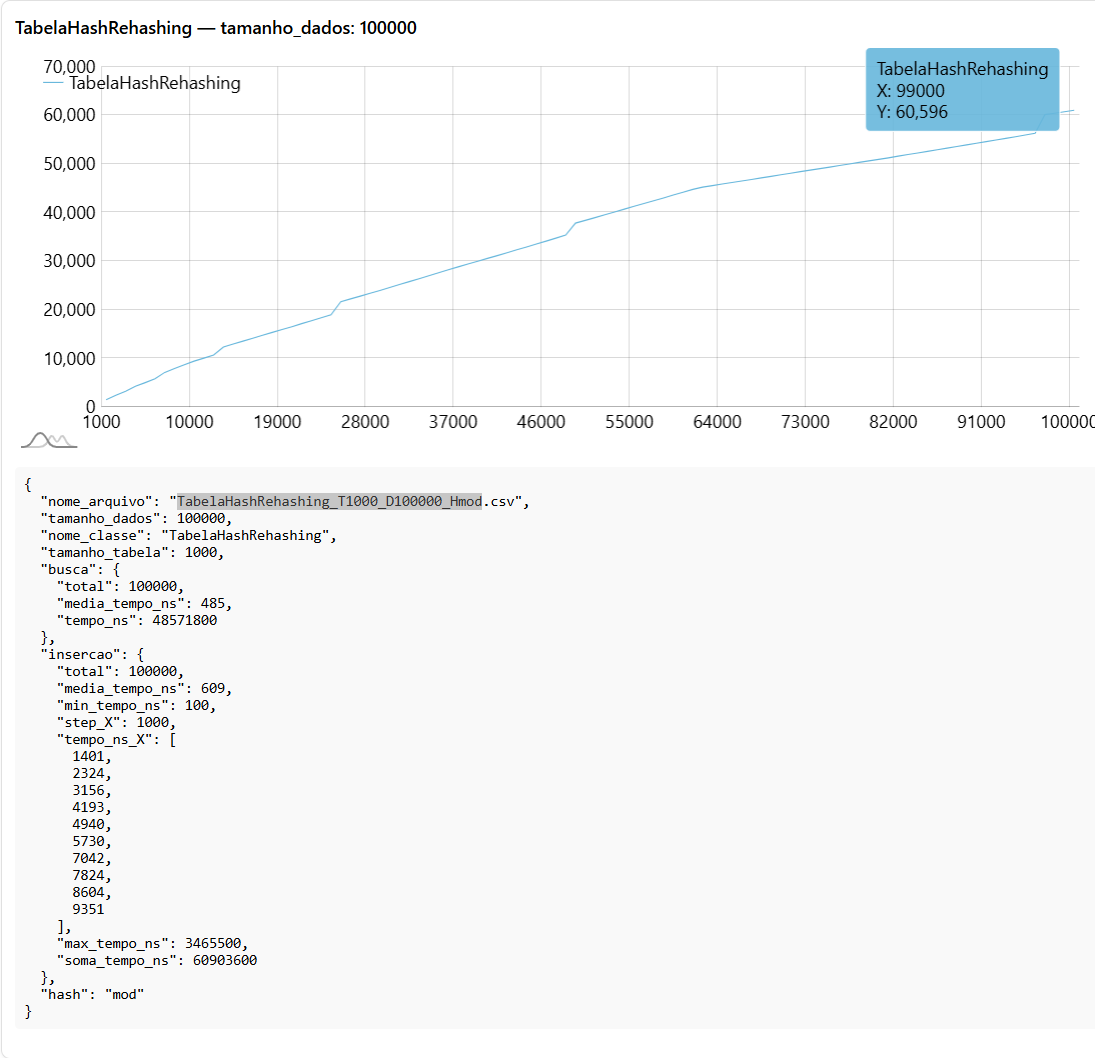 TabelaHashRehashing — tamanho_dados: 100000
70,000
TabelaHashRehashing
TabelaHashRehashing
X: 99000
Y: 60,596
60,000
50,000
40,000
30,000
20,000
10,000
0
1000 10000 19000 28000 37000 46000 55000 64000 73000 82000 91000 100000
{
  "nome_arquivo": "TabelaHashRehashing_T1000_D100000_Hmod.csv",
  "tamanho_dados": 100000,
  "nome_classe": "TabelaHashRehashing",
  "tamanho_tabela": 1000,
  "busca": {
    "total": 100000,
    "media_tempo_ns": 485,
    "tempo_ns": 48571800
  },
  "insercao": {
    "total": 100000,
    "media_tempo_ns": 609,
    "min_tempo_ns": 100,
    "step_X": 1000,
    "tempo_ns_X": [
      1401,
      2324,
      3156,
      4193,
      4940,
      5730,
      7042,
      7824,
      8604,
      9351
    ],
    "max_tempo_ns": 3465500,
    "soma_tempo_ns": 60903600
  },
  "hash": "mod"
}